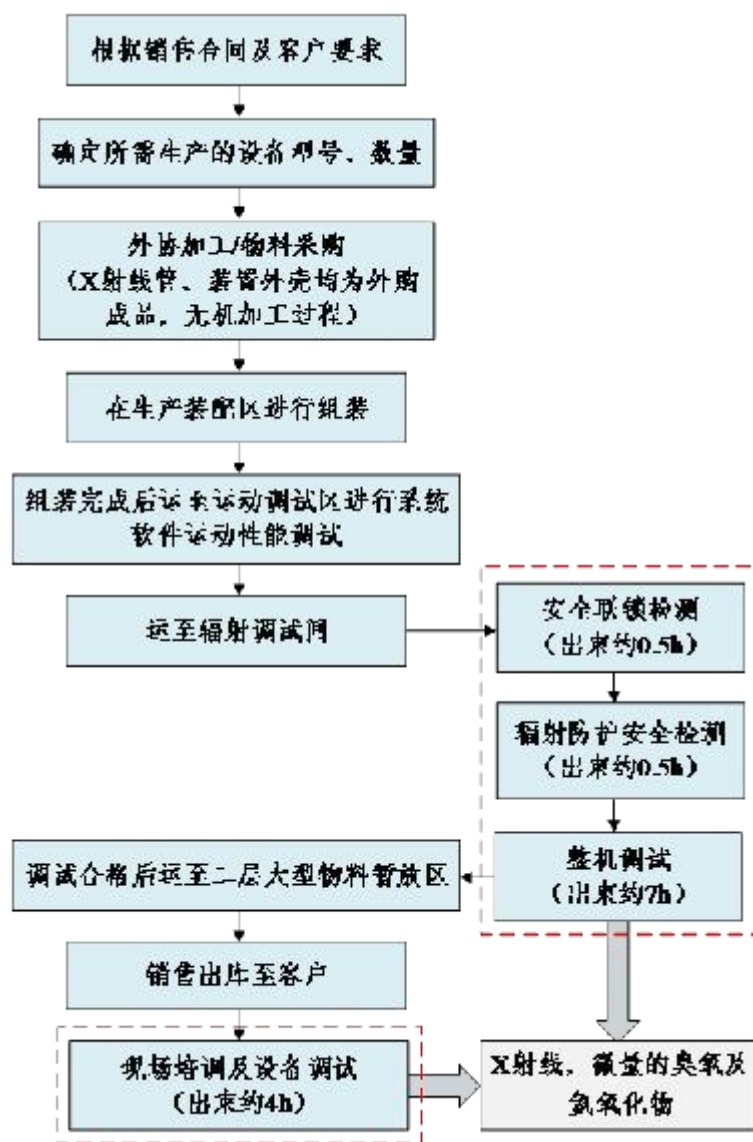 根据销售合同及客户要求
确定所需生产的设备型号、数量
外协加工/物料采购
（X射线管、装置外壳均为外购
成品，无机加工过程）
在生产装配区进行组装
组装完成后运至运动调试区进行系统
软件运动性能调试
运至辐射调试间
安全联锁检测
（出束约0.5h）
辐射防护安全检测
（出束约0.5h）
整机调试
（出束约7h）
调试合格后运至二层大型物料暂放区
销售出库至客户
现场培训及设备调试
（出束约4h）
X射线，微量的臭氧及
氮氧化物